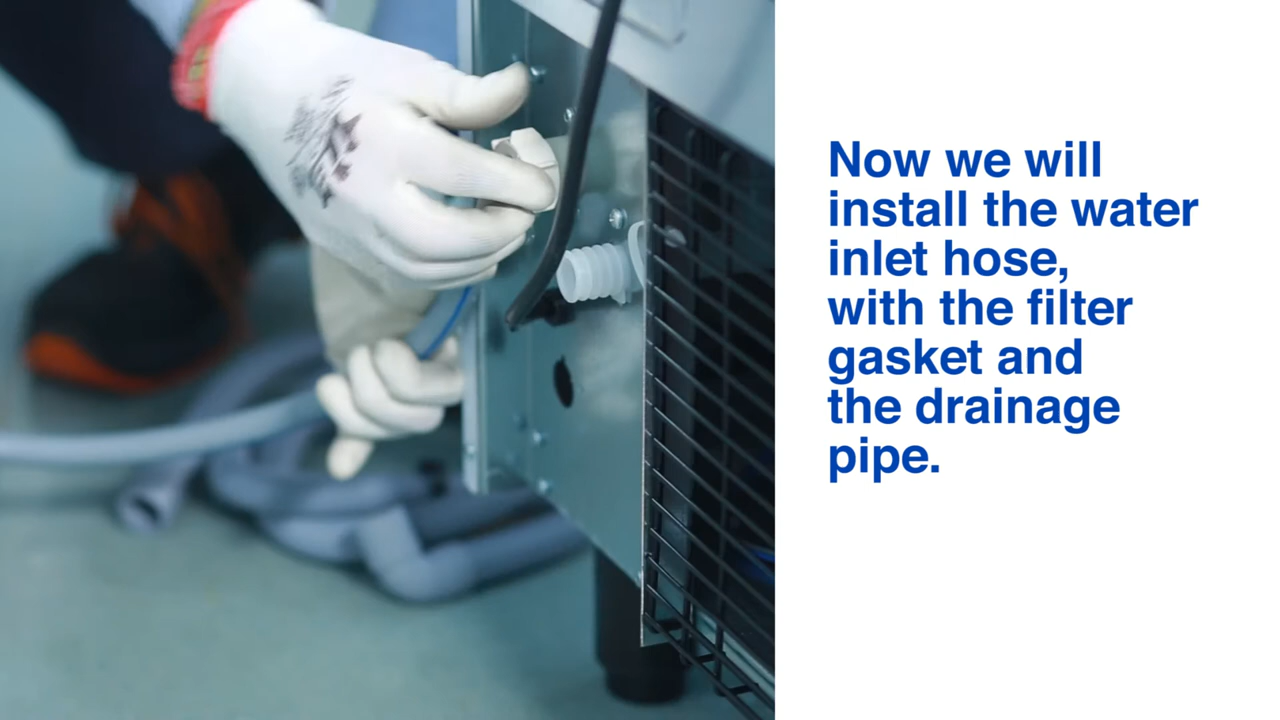 Now we will
install the water
inlet hose,
with the filter
gasket and
the drainage
pipe.